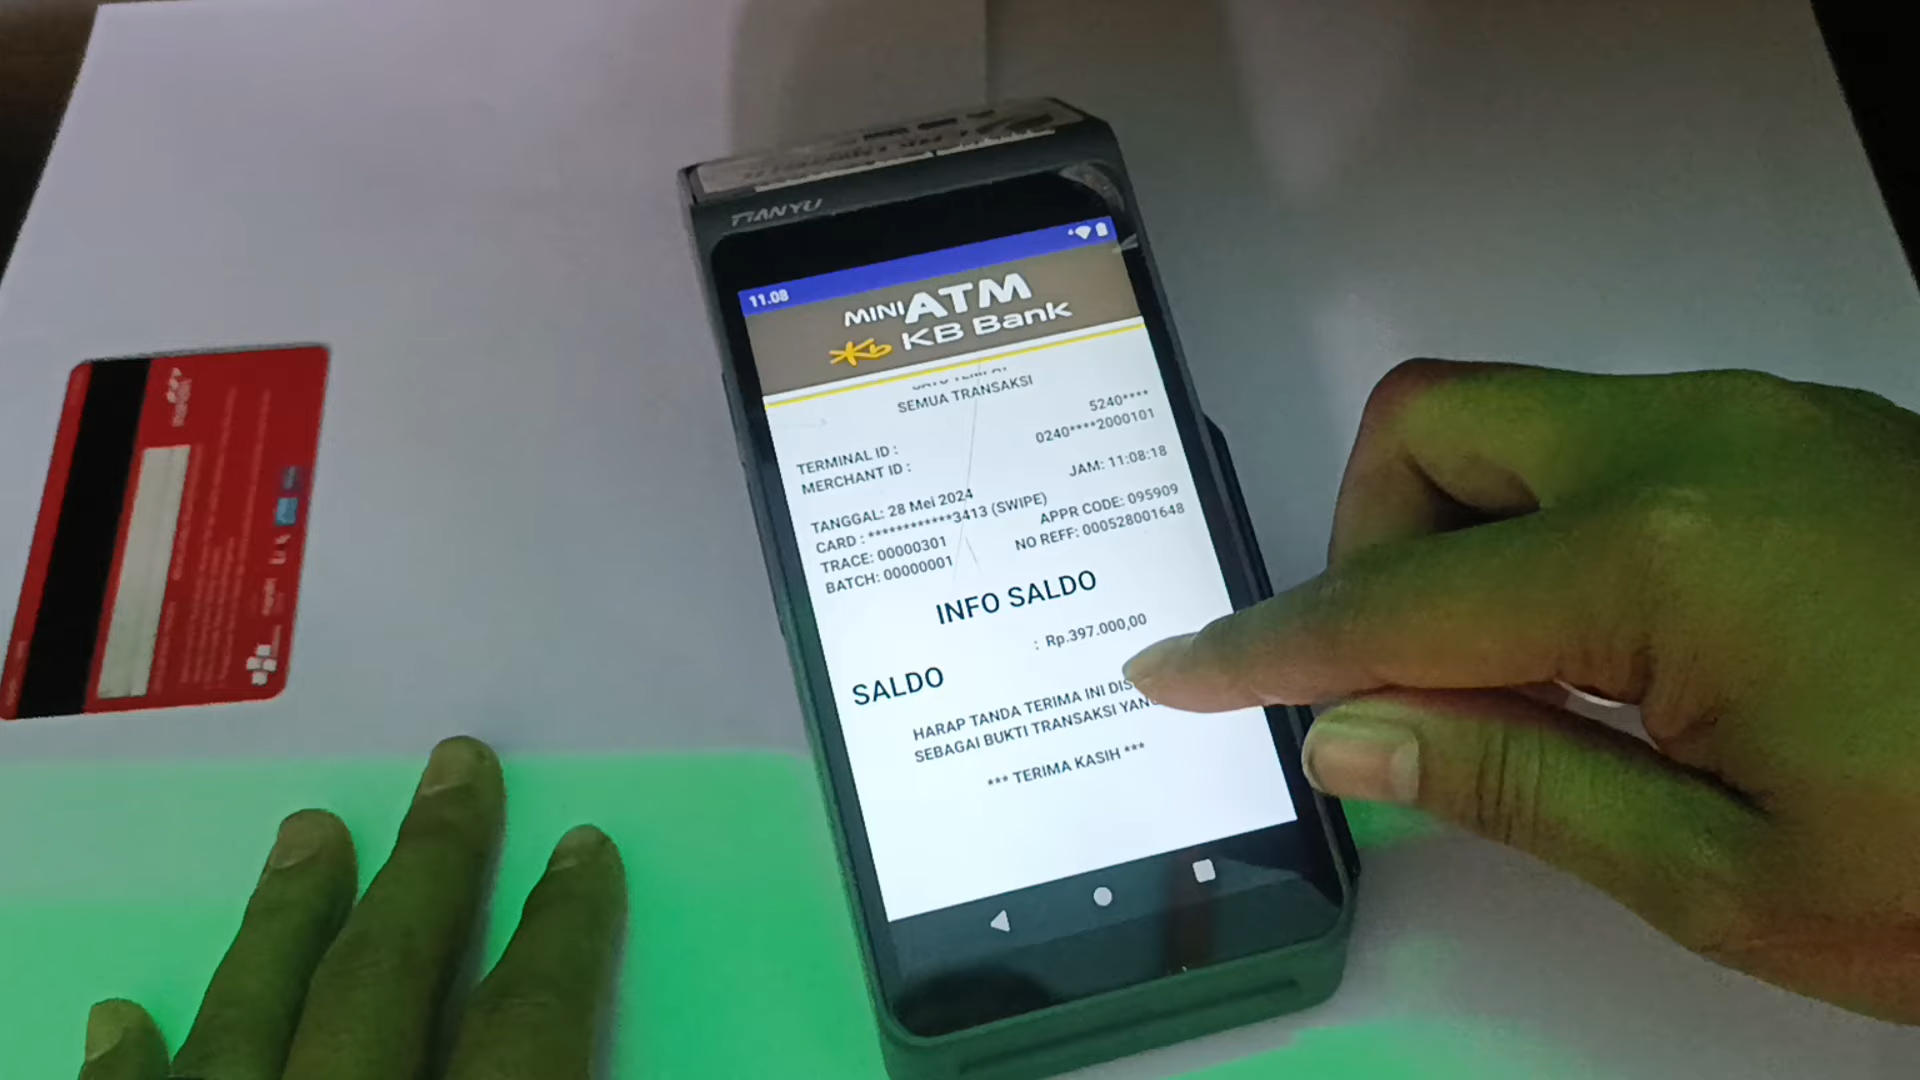 TIANYU
11.08
MINI ATM
Kb KB Bank
SEMUA TRANSAKSI
TERMINAL ID : 5240****
MERCHANT ID : 0240****2000101
TANGGAL: 28 Mei 2024 JAM: 11:08:18
CARD : ************3413 (SWIPE)
TRACE: 00000301 APPR CODE: 095909
BATCH: 00000001 NO REFF: 000528001648
INFO SALDO
SALDO : Rp.397.000,00
HARAP TANDA TERIMA INI
SEBAGAI BUKTI TRANSAKSI
*** TERIMA KASIH ***